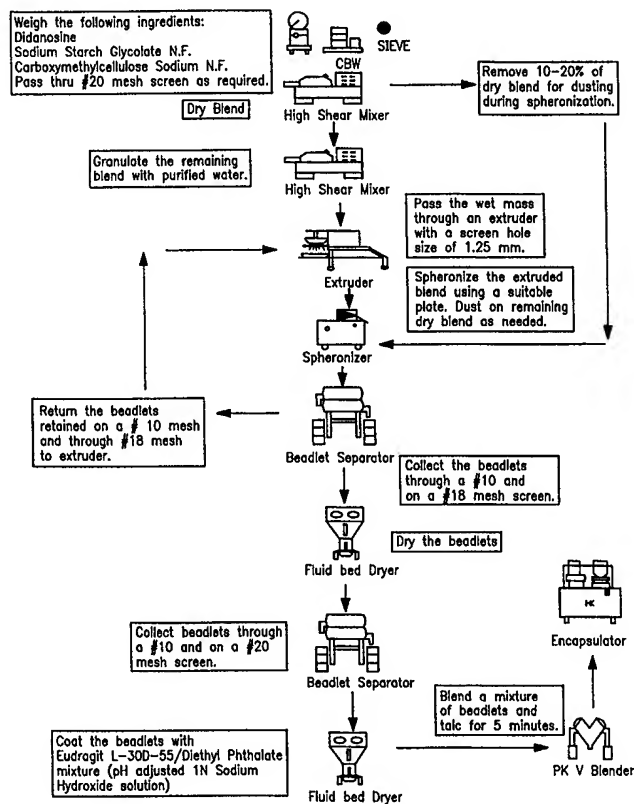 Weigh the following ingredients:
Didanosine
Sodium Starch Glycolate N.F.
Carboxymethylcellulose Sodium N.F.
Pass thru #20 mesh screen as required.
SIEVE
CBW
Dry Blend
High Shear Mixer
Remove 10-20% of
dry blend for dusting
during spheronization.
Granulate the remaining
blend with purified water.
High Shear Mixer
Pass the wet mass
through an extruder
with a screen hole
size of 1.25 mm.
Extruder
Spheronize the extruded
blend using a suitable
plate. Dust on remaining
dry blend as needed.
Spheronizer
Return the beadlets
retained on a # 10 mesh
and through #18 mesh
to extruder.
Beadlet Separator
Collect the beadlets
through a #10 and
on a #18 mesh screen.
Dry the beadlets
Fluid bed Dryer
HK
Encapsulator
Collect beadlets through
a #10 and on a #20
mesh screen.
Beadlet Separator
Blend a mixture
of beadlets and
talc for 5 minutes.
Coat the beadlets with
Eudragit L-30D-55/Diethyl Phthalate
mixture (pH adjusted 1N Sodium
Hydroxide solution)
Fluid bed Dryer
PK V Blender